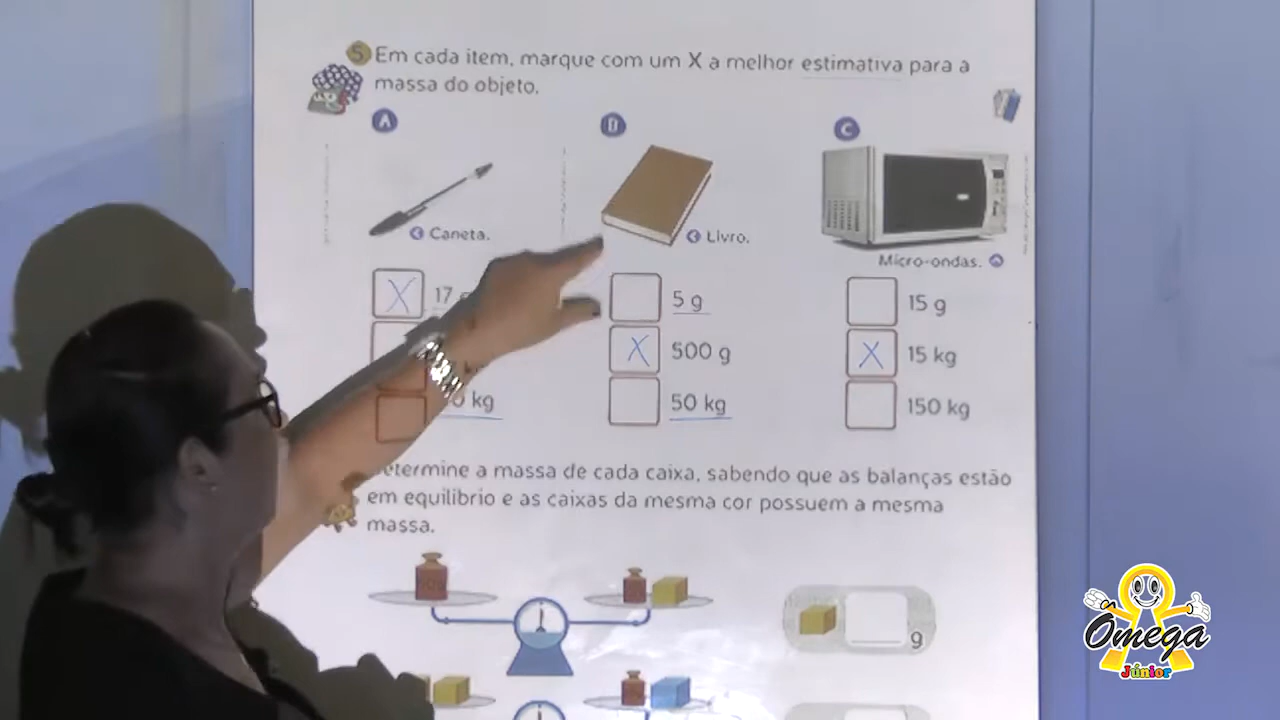 5 Em cada item, marque com um X a melhor estimativa para a
massa do objeto.
A
B
C
Caneta.
Livro.
Micro-ondas.
X 17
5 g
15 g
X 500 g
X 15 kg
kg
50 kg
150 kg
etermine a massa de cada caixa, sabendo que as balanças estão
em equilíbrio e as caixas da mesma cor possuem a mesma
massa.
g
Ômega
Júnior